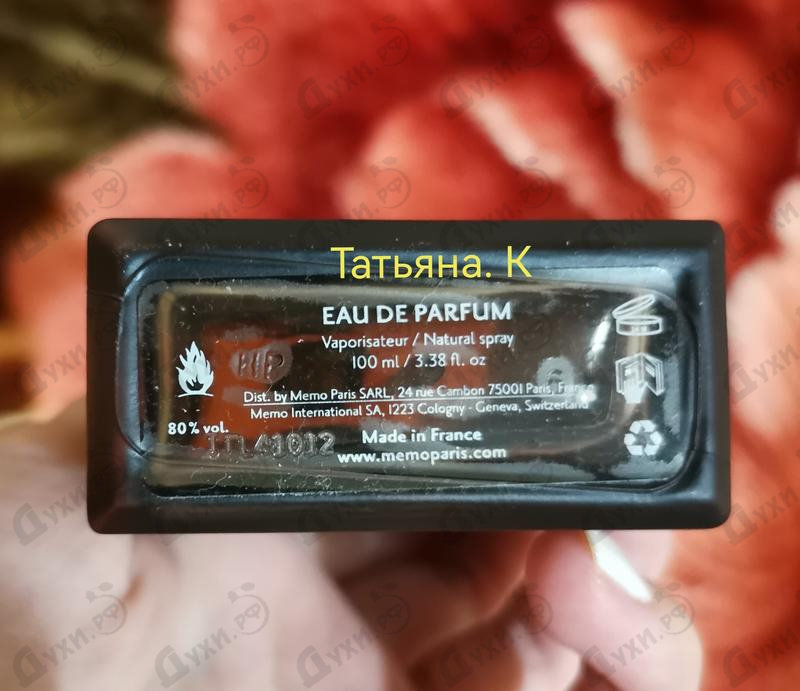 Татьяна. К
EAU DE PARFUM
Vaporisateur / Natural spray
100 ml / 3.38 fl. oz
Dist. by Memo Paris SARL, 24 rue Cambon 75001 Paris, France
Memo International SA, 1223 Cologny - Geneva, Switzerland
80% vol.
Made in France
www.memoparis.com
Духи.РФ